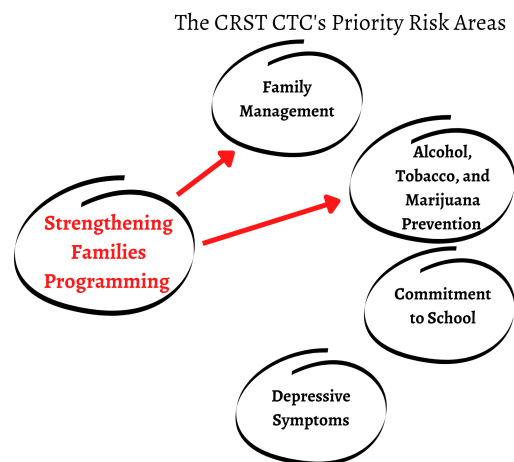 The CRST CTC's Priority Risk Areas
Family
Management
Alcohol,
Tobacco, and
Marijuana
Prevention
Strengthening
Families
Programming
Commitment
to School
Depressive
Symptoms